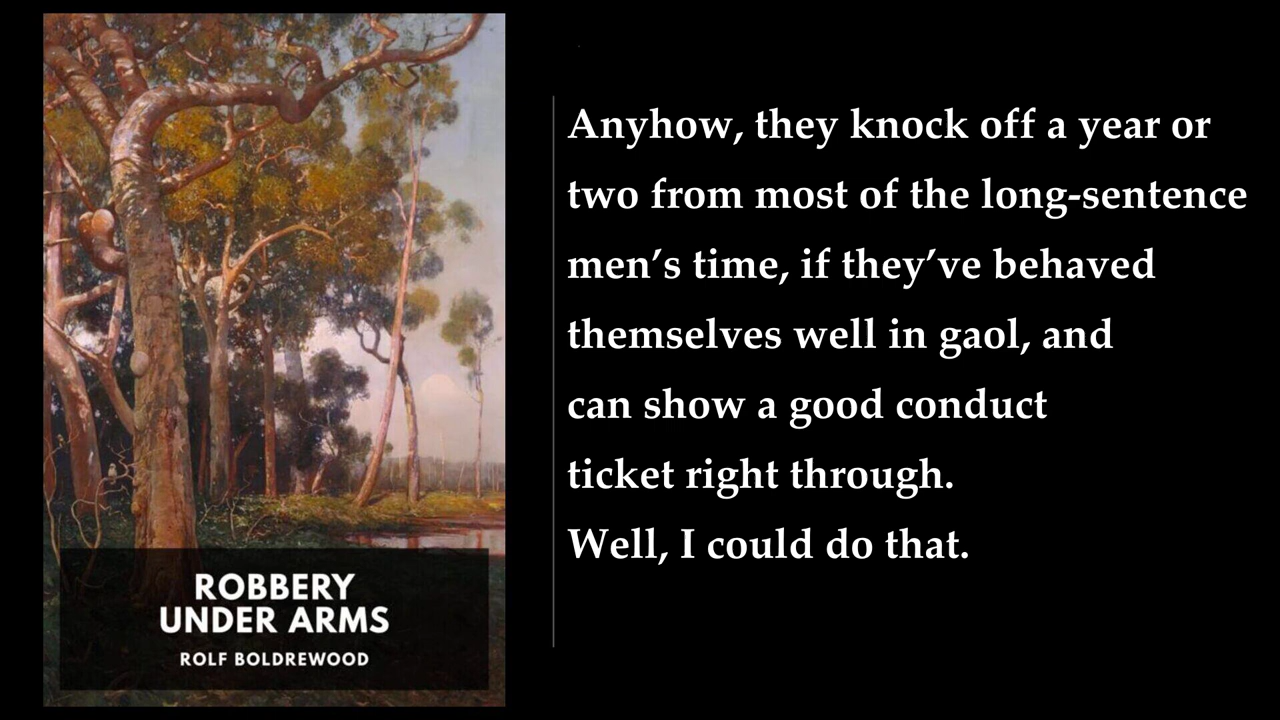 ROBBERY
UNDER ARMS
ROLF BOLDREWOOD
Anyhow, they knock off a year or
two from most of the long-sentence
men’s time, if they’ve behaved
themselves well in gaol, and
can show a good conduct
ticket right through.
Well, I could do that.